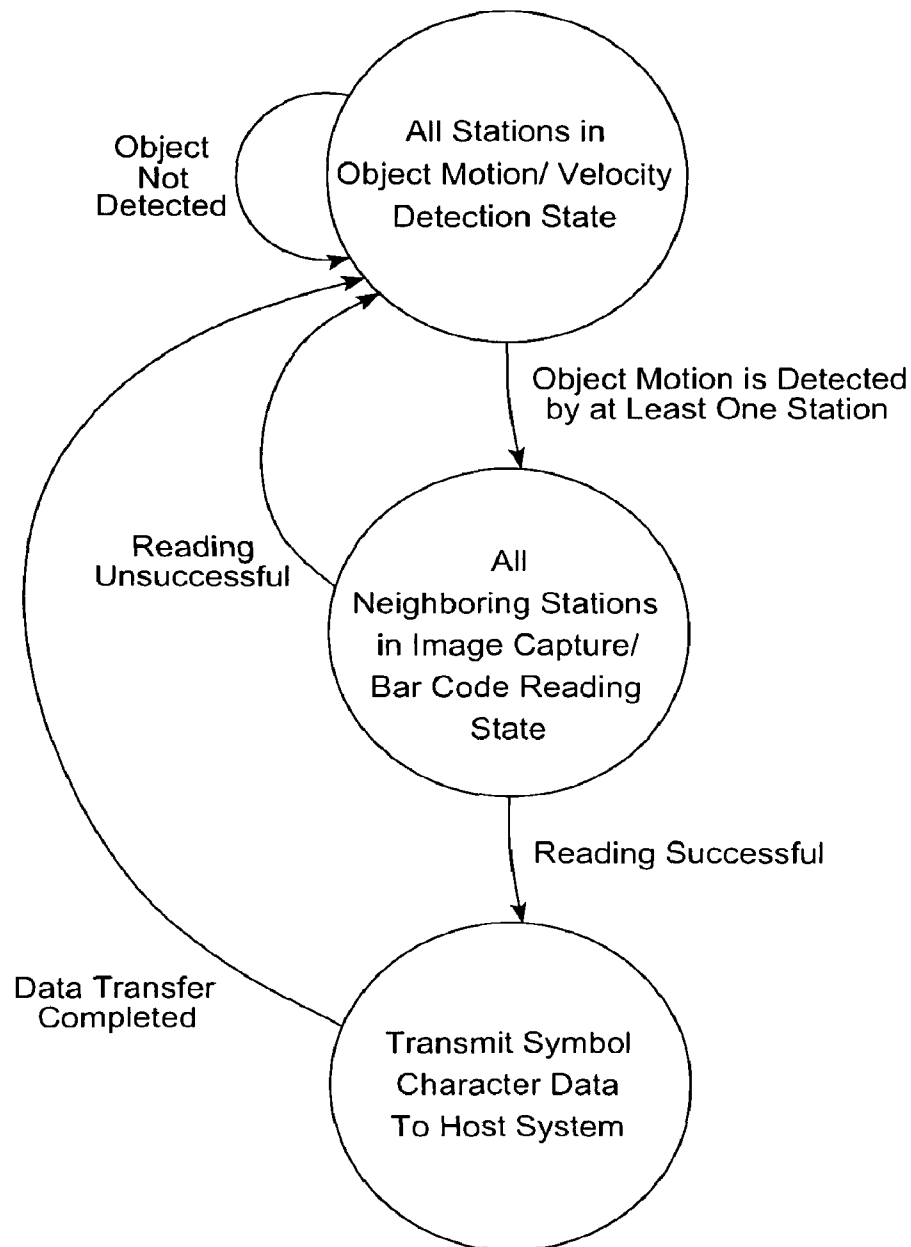 All Stations in
Object Motion/ Velocity
Detection State
Object
Not
Detected
Object Motion is Detected
by at Least One Station
All
Neighboring Stations
in Image Capture/
Bar Code Reading
State
Reading
Unsuccessful
Reading Successful
Transmit Symbol
Character Data
To Host System
Data Transfer
Completed